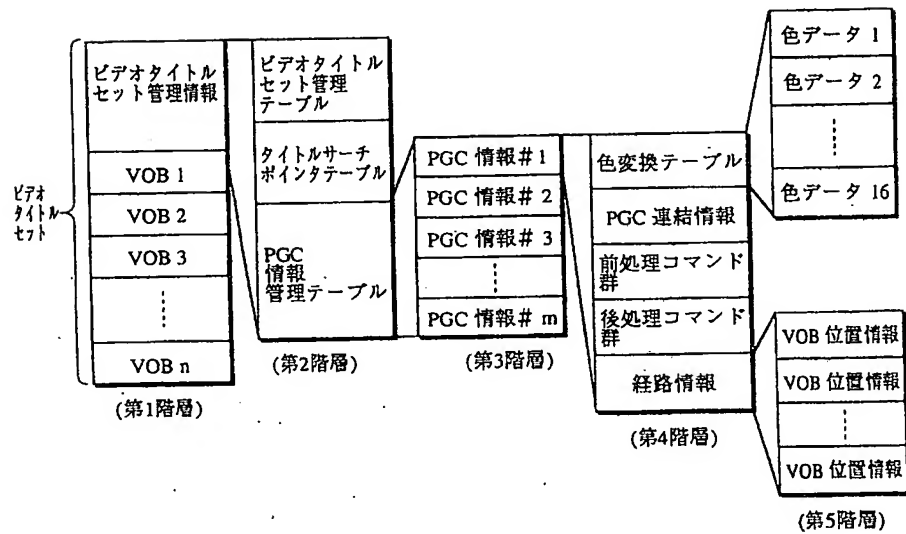 ビデオ
タイトル
セット
ビデオタイトル
セット管理情報
VOB 1
VOB 2
VOB 3
VOB n
(第1階層)
ビデオタイトル
セット管理
テーブル
タイトルサーチ
ポインタテーブル
PGC
情報
管理テーブル
(第2階層)
PGC 情報# 1
PGC 情報# 2
PGC 情報# 3
PGC 情報# m
(第3階層)
色変換テーブル
PGC 連結情報
前処理コマンド
群
後処理コマンド
群
経路情報
(第4階層)
色データ 1
色データ 2
色データ 16
VOB 位置情報
VOB 位置情報
VOB 位置情報
(第5階層)